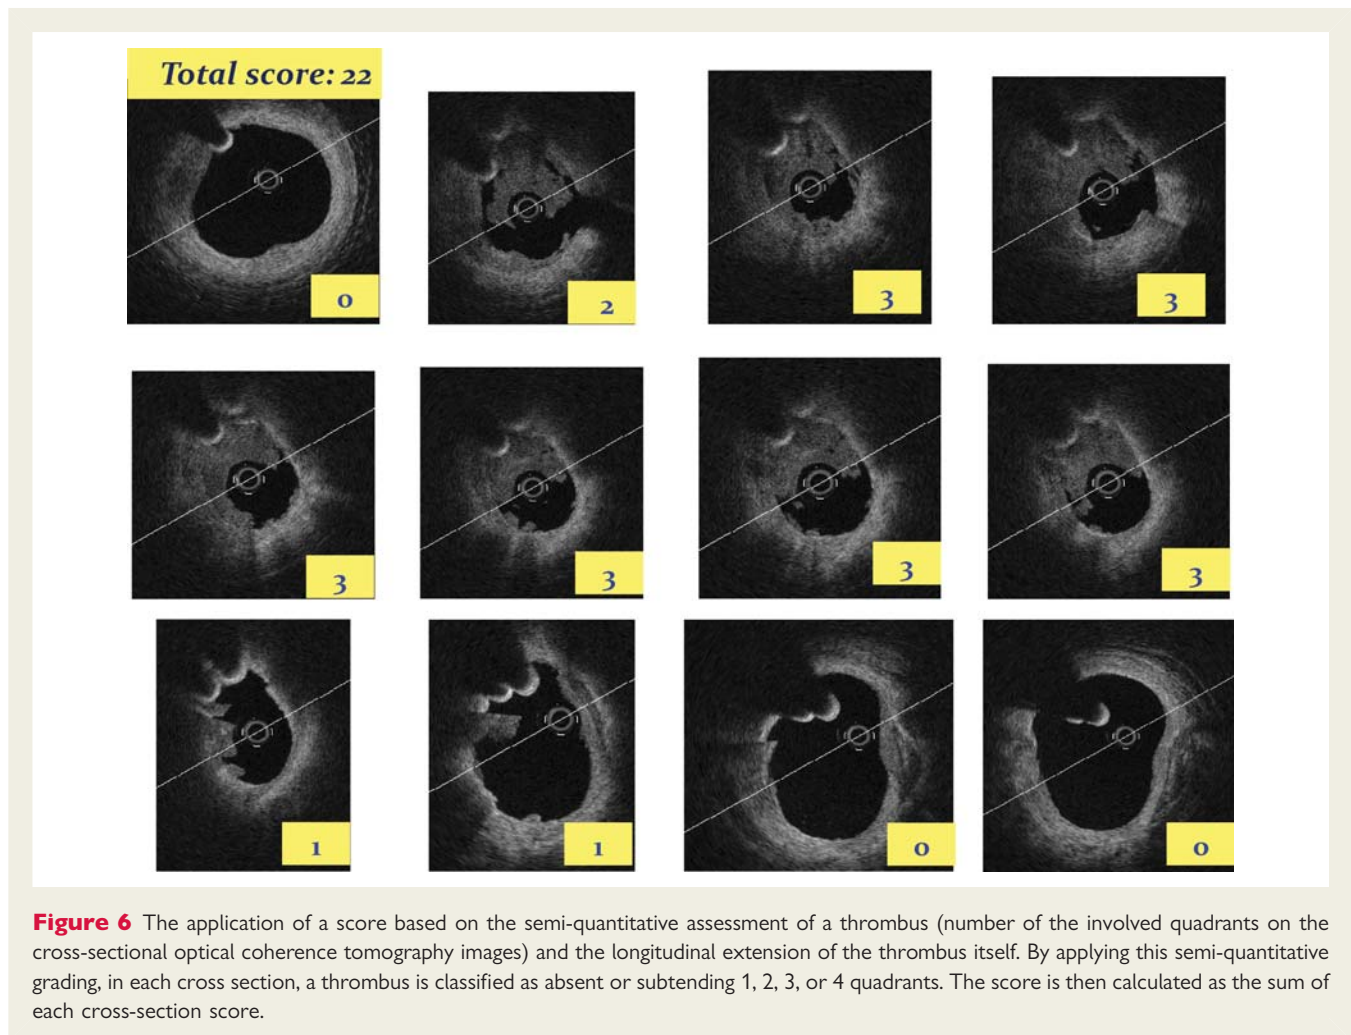 Total score: 22
0
2
3
3
3
3
3
3
1
1
0
0
Figure 6 The application of a score based on the semi-quantitative assessment of a thrombus (number of the involved quadrants on the
cross-sectional optical coherence tomography images) and the longitudinal extension of the thrombus itself. By applying this semi-quantitative
grading, in each cross section, a thrombus is classified as absent or subtending 1, 2, 3, or 4 quadrants. The score is then calculated as the sum of
each cross-section score.